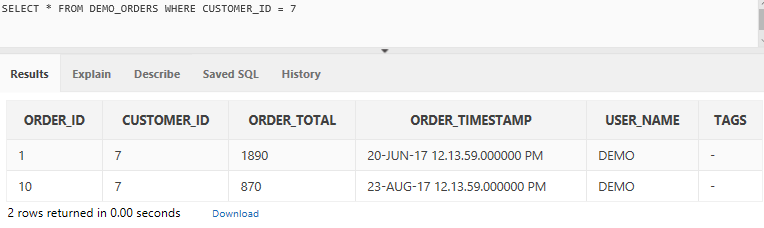 SELECT * FROM DEMO_ORDERS WHERE CUSTOMER_ID = 7
Results Explain Describe Saved SQL History
ORDER_ID CUSTOMER_ID ORDER_TOTAL ORDER_TIMESTAMP USER_NAME TAGS
1 7 1890 20-JUN-17 12.13.59.000000 PM DEMO -
10 7 870 23-AUG-17 12.13.59.000000 PM DEMO -
2 rows returned in 0.00 seconds Download